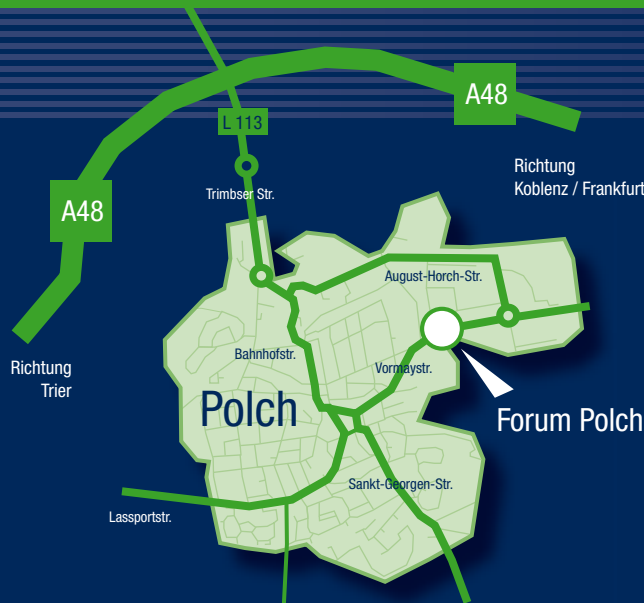 A48
L 113
Richtung
Koblenz / Frankfurt
Trimbser Str.
A48
August-Horch-Str.
Bahnhofstr.
Vormaystr.
Richtung
Trier
Polch
Forum Polch
Sankt-Georgen-Str.
Lassportstr.